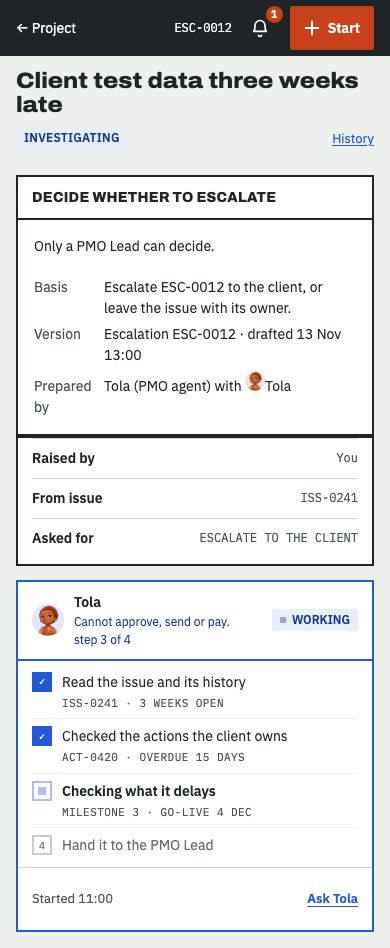 ← Project
ESC-0012
1
Start
Client test data three weeks
late
INVESTIGATING
History
DECIDE WHETHER TO ESCALATE
Only a PMO Lead can decide.
Basis
Escalate ESC-0012 to the client, or
leave the issue with its owner.
Version
Escalation ESC-0012 · drafted 13 Nov
13:00
Prepared
by
Tola (PMO agent) with Tola
Raised by
You
From issue
ISS-0241
Asked for
ESCALATE TO THE CLIENT
Tola
Cannot approve, send or pay.
step 3 of 4
WORKING
✓ Read the issue and its history
ISS-0241 · 3 WEEKS OPEN
✓ Checked the actions the client owns
ACT-0420 · OVERDUE 15 DAYS
Checking what it delays
MILESTONE 3 · GO-LIVE 4 DEC
4 Hand it to the PMO Lead
Started 11:00
Ask Tola